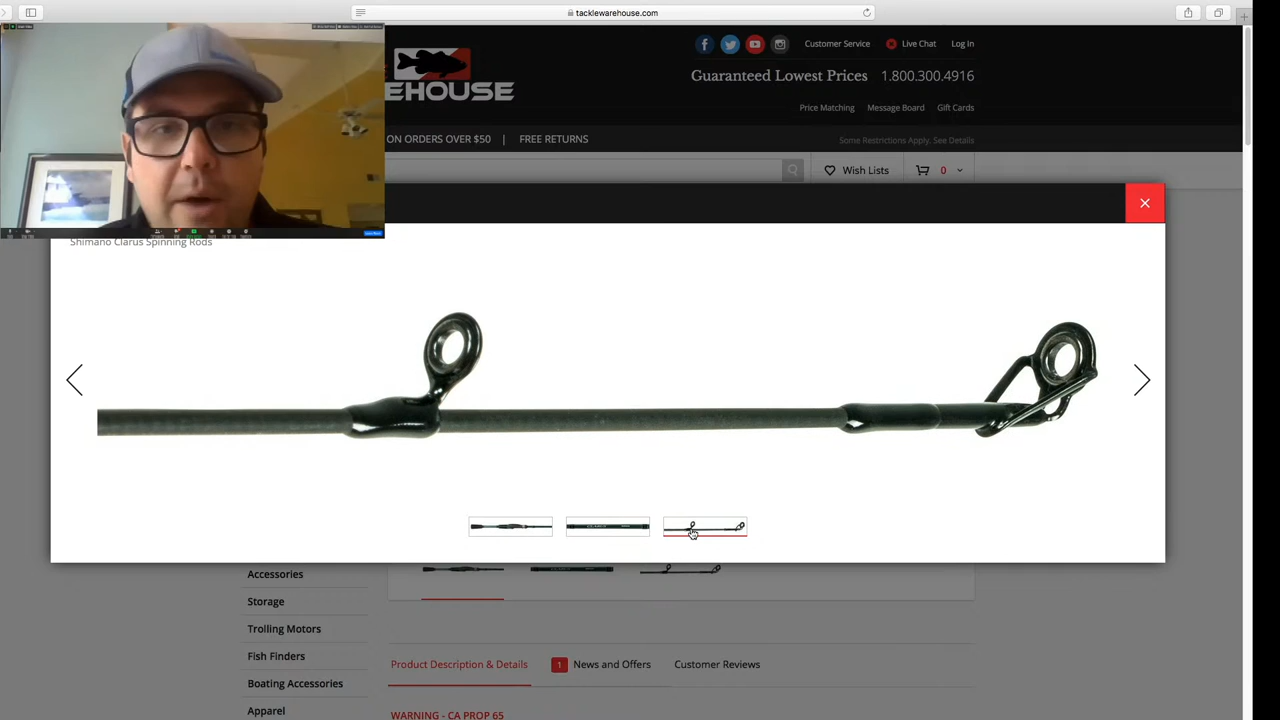 tacklewarehouse.com
Customer Service
Live Chat
Log In
EHOUSE
Guaranteed Lowest Prices 1.800.300.4916
Price Matching
Message Board
Gift Cards
ON ORDERS OVER $50 | FREE RETURNS
Some Restrictions Apply. See Details
Wish Lists
0
Shimano Clarus Spinning Rods
Accessories
Storage
Trolling Motors
Fish Finders
Boating Accessories
Apparel
Product Description & Details
1 News and Offers
Customer Reviews
WARNING - CA PROP 65